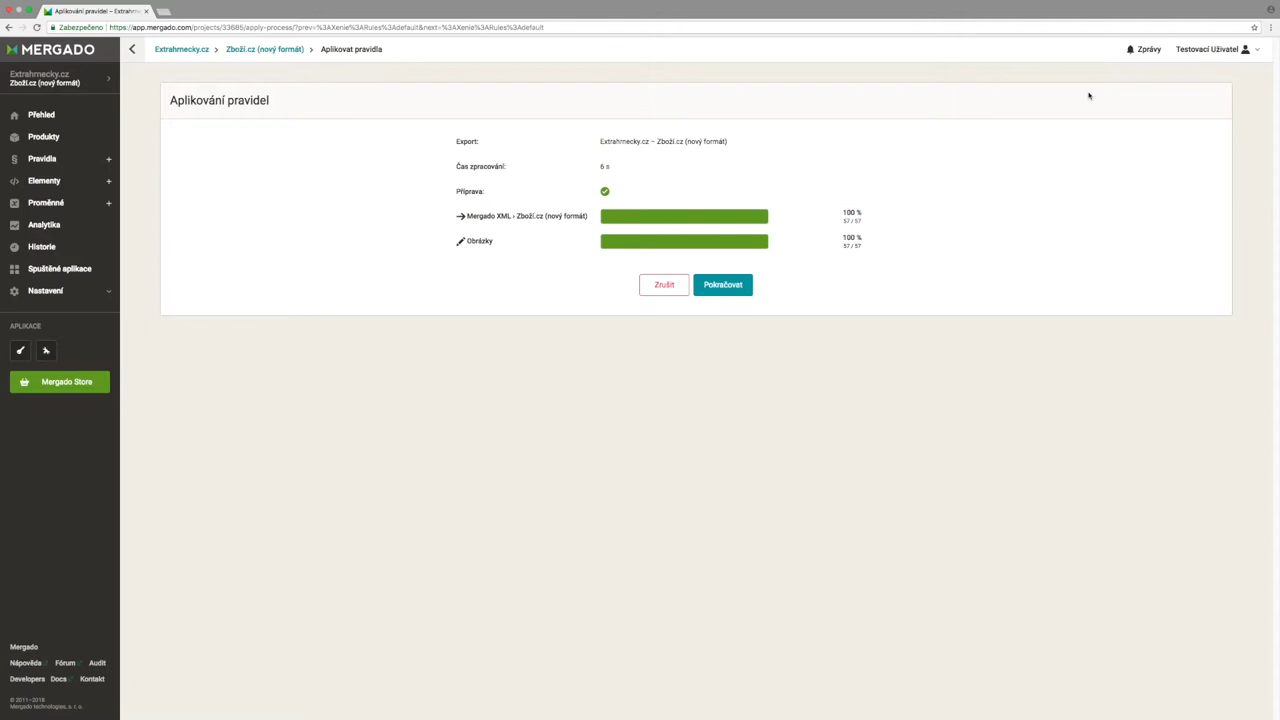 Aplikování pravidel – Extrahrn
Zabezpečeno | https://app.mergado.com/projects/33685/apply-process/?prev=%3AXenie%3ARules%3Adefault&next=%3AXenie%3ARules%3Adefault
MERGADO
Extrahrnecky.cz > Zboží.cz (nový formát) > Aplikovat pravidla
Zprávy
Testovací Uživatel
Extrahrnecky.cz
Zboží.cz (nový formát)
Přehled
Produkty
Pravidla +
Elementy +
Proměnné +
Analytika
Historie
Spuštěné aplikace
Nastavení
APLIKACE
Mergado Store
Aplikování pravidel
Export: Extrahrnecky.cz – Zboží.cz (nový formát)
Čas zpracování: 6 s
Příprava:
Mergado XML › Zboží.cz (nový formát) 100 %
57 / 57
Obrázky 100 %
57 / 57
Zrušit Pokračovat
Mergado
Nápověda Fórum Audit
Developers Docs Kontakt
© 2011–2018
Mergado technologies, s. r. o.